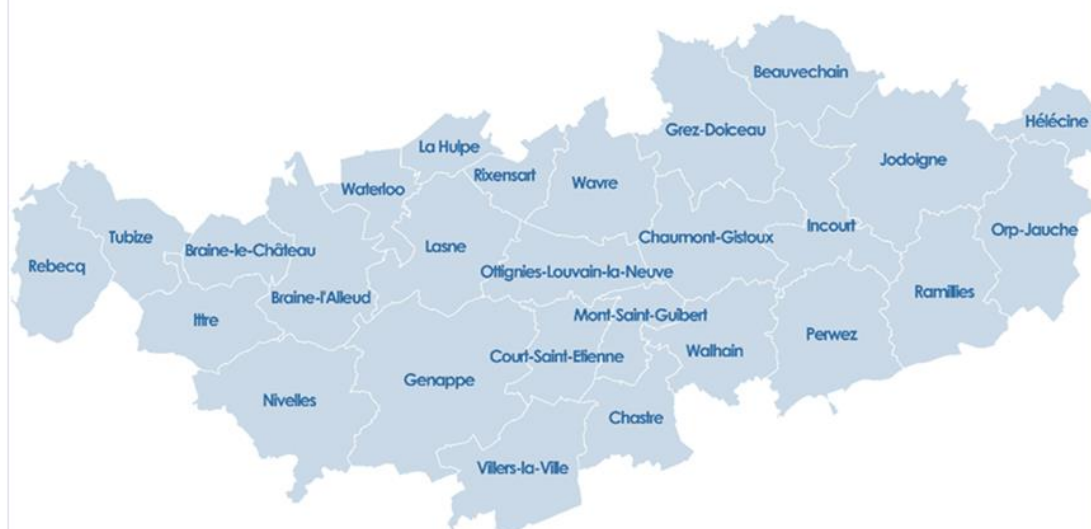 Beauvechain
Hélécine
Grez-Doiceau
La Hulpe
Jodoigne
Rixensart
Wavre
Waterloo
Incourt
Orp-Jauche
Tubize
Chaumont-Gistoux
Braine-le-Château
Lasne
Rebecq
Ottignies-Louvain-la-Neuve
Ramillies
Braine-l'Alleud
Mont-Saint-Guibert
Ittre
Perwez
Walhain
Court-Saint-Etienne
Genappe
Nivelles
Chastre
Villers-la-Ville